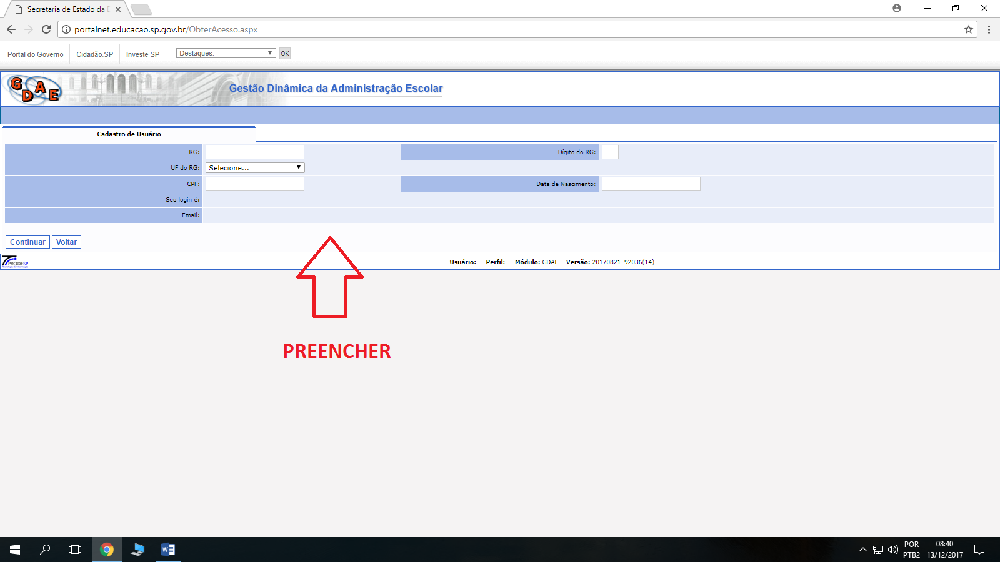 Secretaria de Estado da E
portalnet.educacao.sp.gov.br/ObterAcesso.aspx
Portal do Governo Cidadão.SP Investe SP Destaques: OK
GDAE
Gestão Dinâmica da Administração Escolar
Cadastro de Usuário
RG: Dígito do RG:
UF do RG: Selecione...
CPF: Data de Nascimento:
Seu login é:
Email:
Continuar Voltar
PRODESP
Usuário: Perfil: Módulo: GDAE Versão: 20170821_92036(14)
PREENCHER
POR 08:40
PTB2 13/12/2017